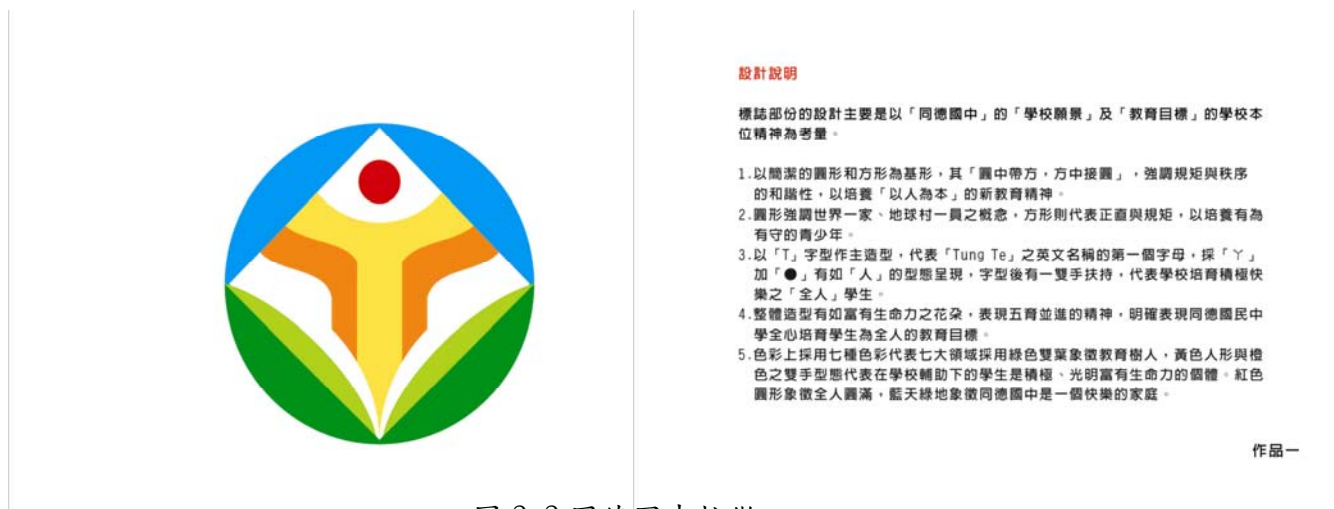 設計說明
標誌部份的設計主要是以「同德國中」的「學校願景」及「教育目標」的學校本
位精神為考量。
1.以簡潔的圓形和方形為基形，其「圓中帶方，方中接圓」，強調規矩與秩序
的和諧性，以培養「以人為本」的新教育精神。
2.圓形強調世界一家、地球村一員之概念，方形則代表正直與規矩，以培養有為
有守的青少年。
3.以「T」字型作主造型，代表「Tung Te」之英文名稱的第一個字母，採「丫」
加「●」有如「人」的型態呈現，字型後有一雙手扶持，代表學校培育積極快
樂之「全人」學生。
4.整體造型有如富有生命力之花朵，表現五育並進的精神，明確表現同德國民中
學全心培育學生為全人的教育目標。
5.色彩上採用七種色彩代表七大領域採用綠色雙葉象徵教育樹人，黃色人形與橙
色之雙手型態代表在學校輔助下的學生是積極、光明富有生命力的個體。紅色
圓形象徵全人圓滿，藍天綠地象徵同德國中是一個快樂的家庭。
作品一